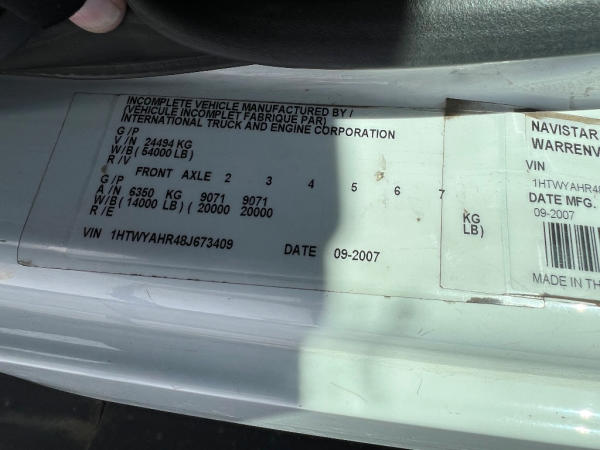 INCOMPLETE VEHICLE MANUFACTURED BY /
(VEHICULE INCOMPLET FABRIQUE PAR)
INTERNATIONAL TRUCK AND ENGINE CORPORATION
G / P
V / N 24494 KG
W/B ( 54000 LB)
R / V
FRONT AXLE 2 3 4 5 6 7
G / P
A / N 6350 KG 9071 9071 KG
W/B ( 14000 LB) ( 20000 20000 LB)
R / E
VIN 1HTWYAHR48J673409 DATE 09-2007
NAVISTAR
WARRENV
VIN
1HTWYAHR48
DATE MFG.
09-2007
MADE IN TH